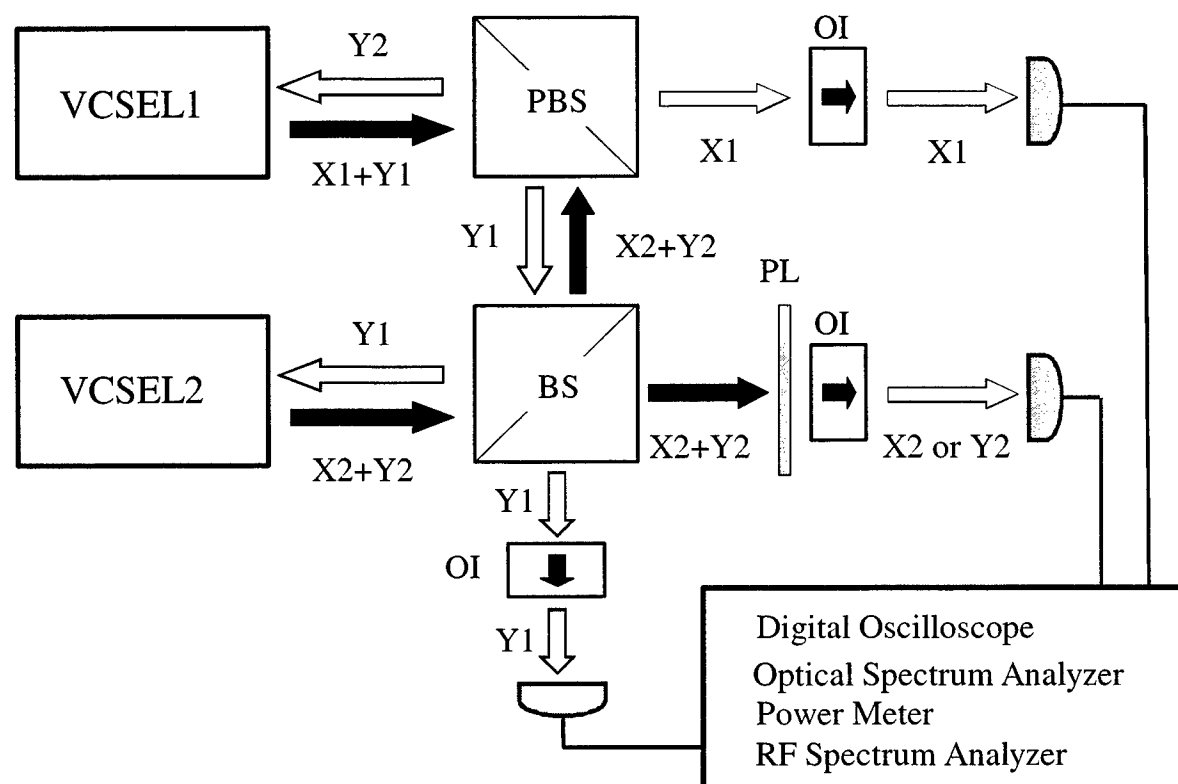 OI
Y2
VCSEL1
PBS
X1+Y1
X1
X1
Y1
X2+Y2
PL
OI
Y1
VCSEL2
BS
X2+Y2
X2+Y2
X2 or Y2
Y1
OI
Y1
Digital Oscilloscope
Optical Spectrum Analyzer
Power Meter
RF Spectrum Analyzer